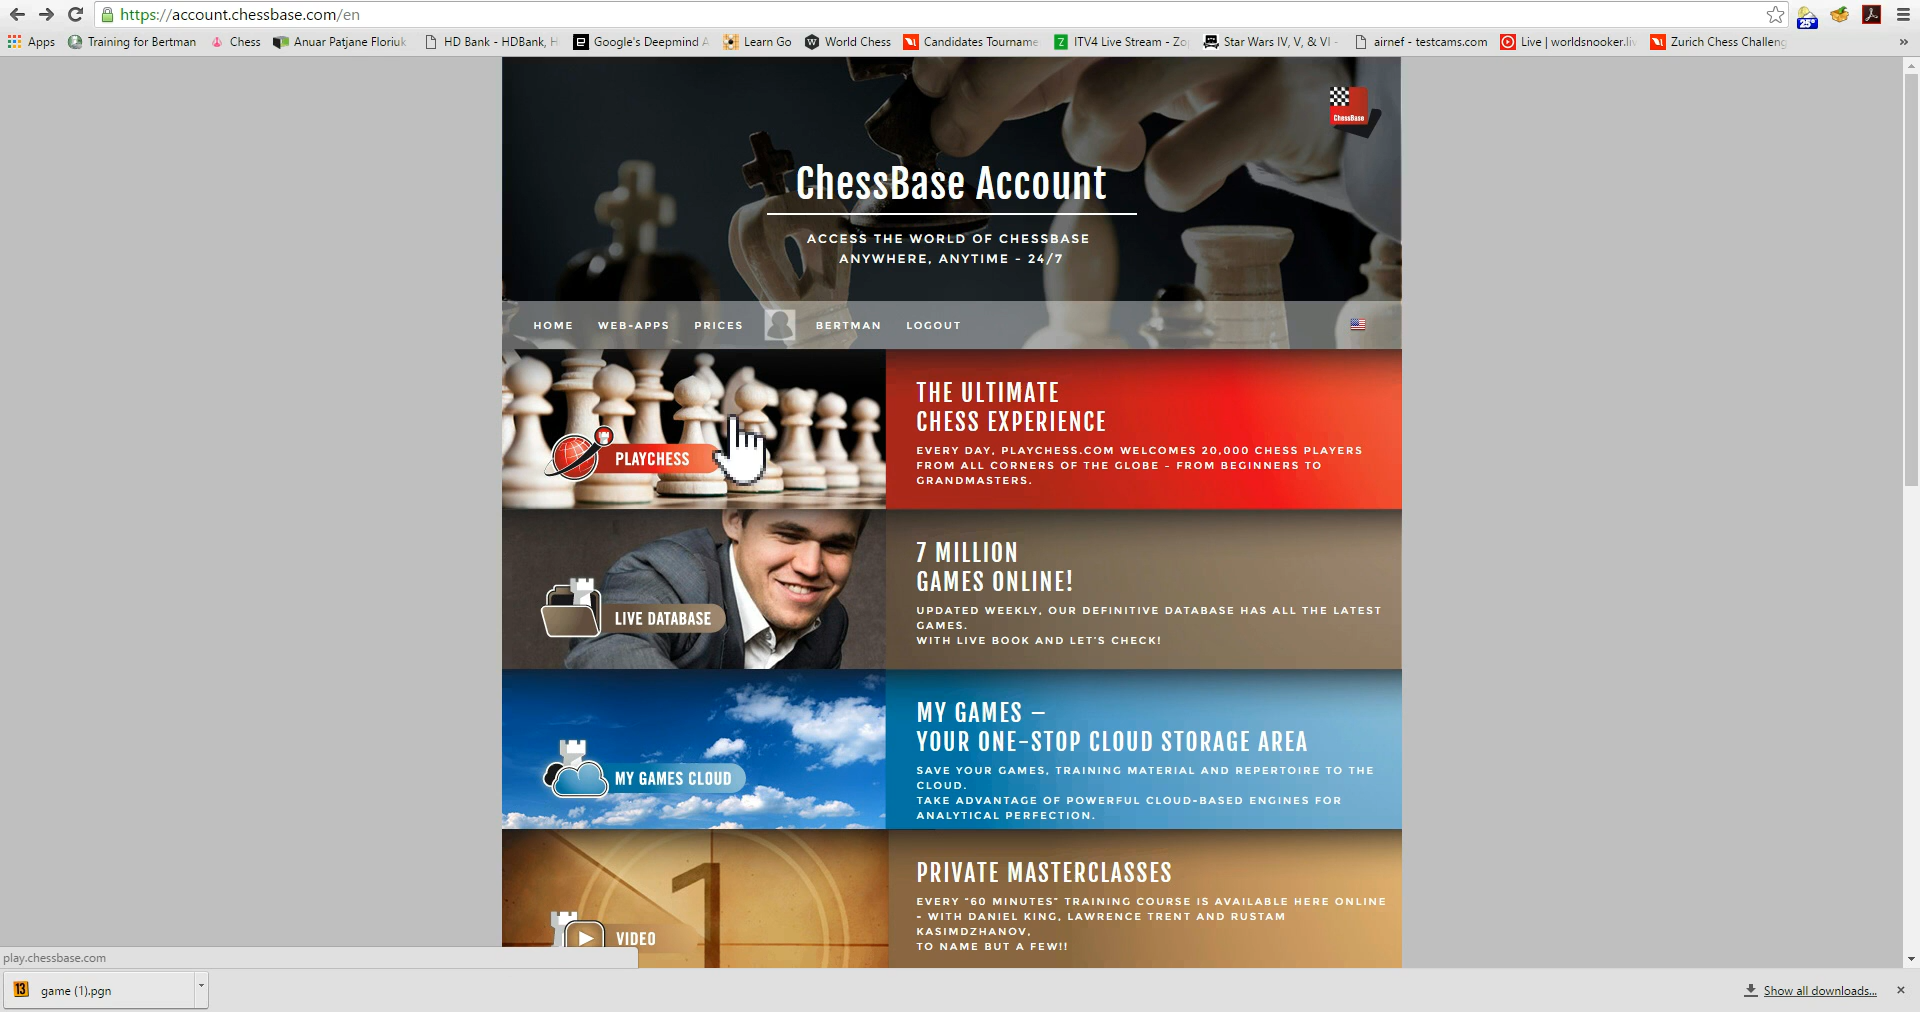 https://account.chessbase.com/en
25°
Apps
Training for Bertman
Chess
Anuar Patjane Floriuk
HD Bank - HDBank, H
Google's Deepmind A
Learn Go
World Chess
Candidates Tourname
ITV4 Live Stream - Zo
Star Wars IV, V, & VI -
airnef - testcams.com
Live | worldsnooker.li
Zurich Chess Challeng
»
ChessBase
ChessBase Account
ACCESS THE WORLD OF CHESSBASE
ANYWHERE, ANYTIME - 24/7
HOME WEB-APPS PRICES BERTMAN LOGOUT
PLAYCHESS
THE ULTIMATE
CHESS EXPERIENCE
EVERY DAY, PLAYCHESS.COM WELCOMES 20,000 CHESS PLAYERS
FROM ALL CORNERS OF THE GLOBE - FROM BEGINNERS TO
GRANDMASTERS.
LIVE DATABASE
7 MILLION
GAMES ONLINE!
UPDATED WEEKLY, OUR DEFINITIVE DATABASE HAS ALL THE LATEST
GAMES.
WITH LIVE BOOK AND LET'S CHECK!
MY GAMES CLOUD
MY GAMES –
YOUR ONE-STOP CLOUD STORAGE AREA
SAVE YOUR GAMES, TRAINING MATERIAL AND REPERTOIRE TO THE
CLOUD.
TAKE ADVANTAGE OF POWERFUL CLOUD-BASED ENGINES FOR
ANALYTICAL PERFECTION.
1
VIDEO
PRIVATE MASTERCLASSES
EVERY "60 MINUTES" TRAINING COURSE IS AVAILABLE HERE ONLINE
- WITH DANIEL KING, LAWRENCE TRENT AND RUSTAM
KASIMDZHANOV,
TO NAME BUT A FEW!!
play.chessbase.com
13
game (1).pgn
Show all downloads...